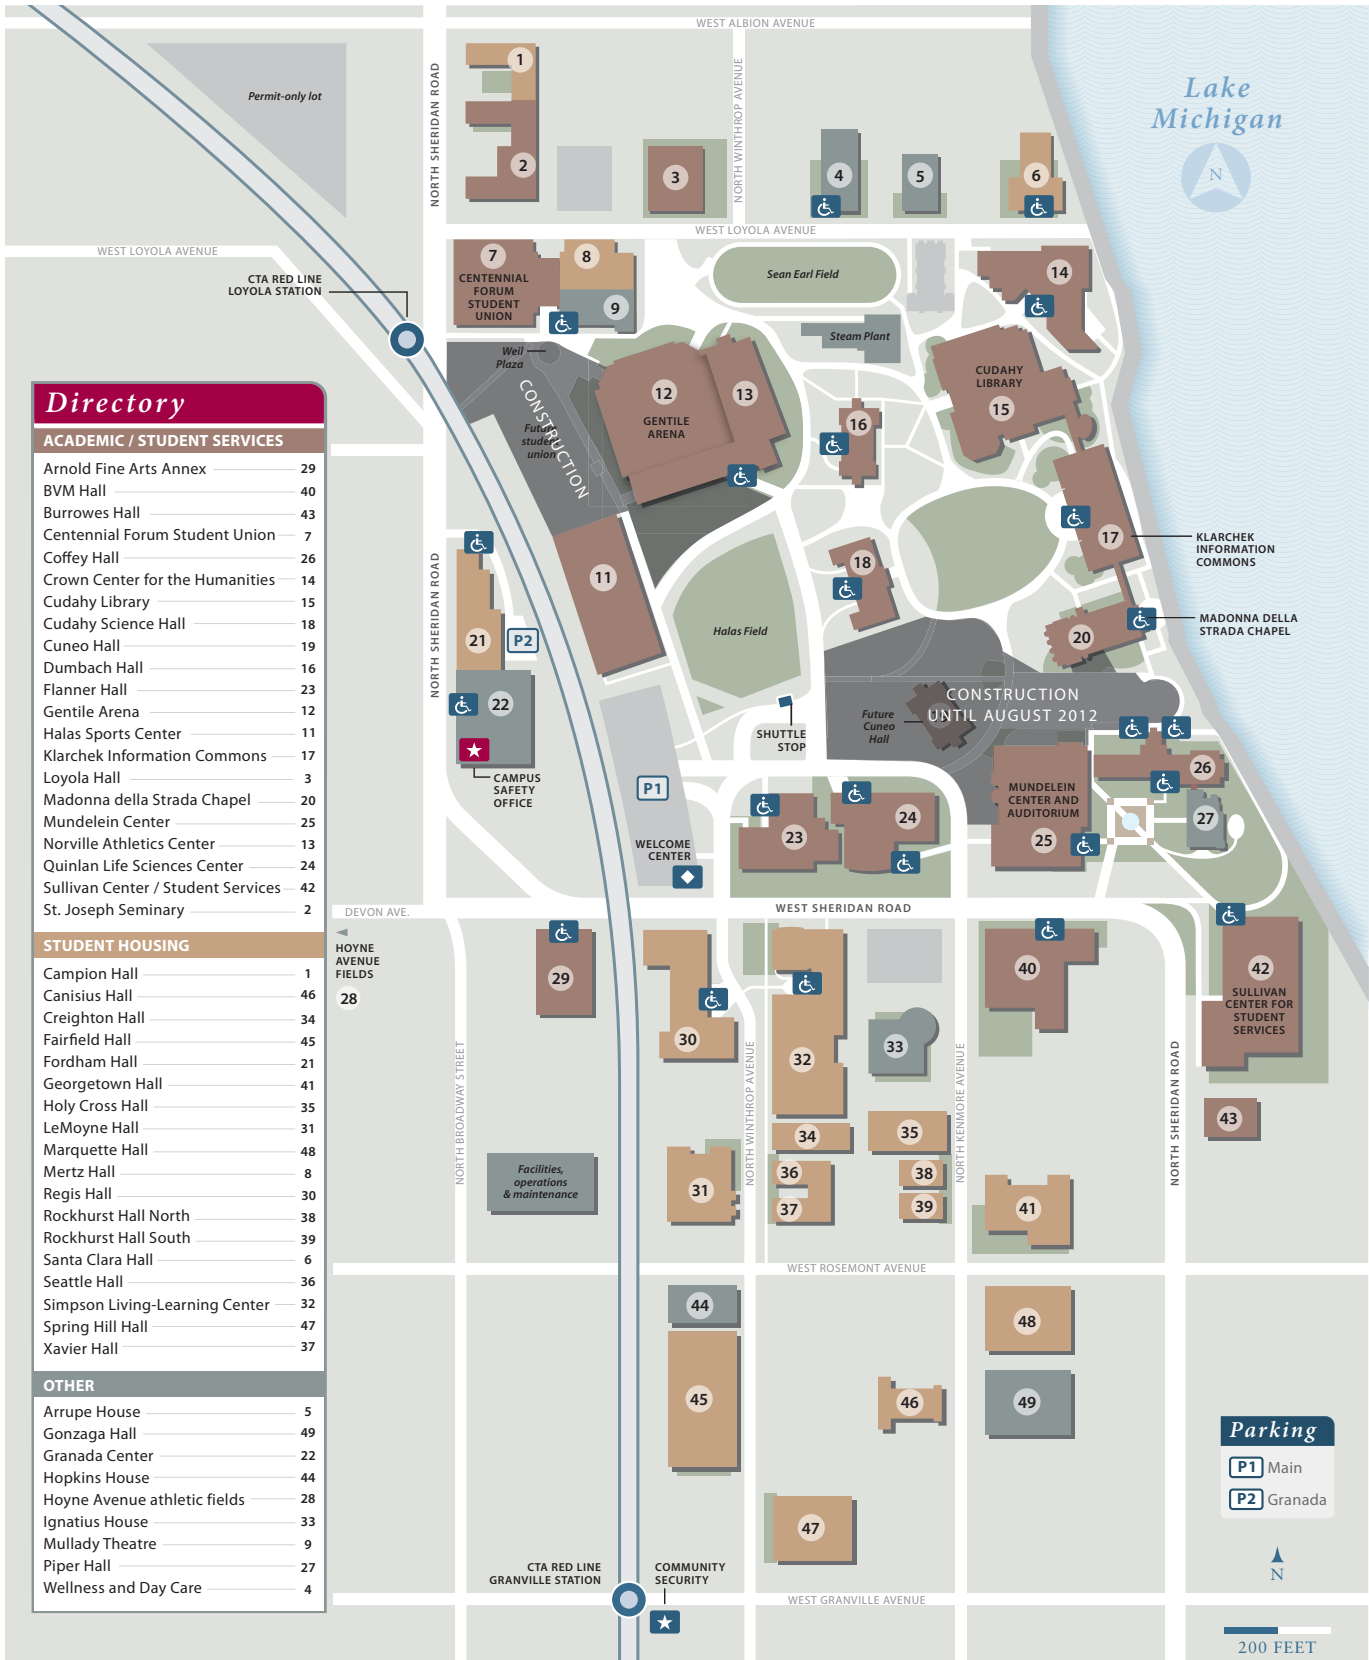 WEST ALBION AVENUE
NORTH SHERIDAN ROAD
NORTH WINTHROP AVENUE
Permit-only lot
Lake
Michigan
N
1
2
3
4
5
6
WEST LOYOLA AVENUE
WEST LOYOLA AVENUE
CTA RED LINE
LOYOLA STATION
7
CENTENNIAL
FORUM
STUDENT
UNION
8
9
Sean Earl Field
14
Steam Plant
Weil
Plaza
CONSTRUCTION
Future
student
union
12
GENTILE
ARENA
13
CUDAHY
LIBRARY
15
16
17
KLARCHEK
INFORMATION
COMMONS
11
18
NORTH SHERIDAN ROAD
21
P2
Halas Field
20
MADONNA DELLA
STRADA CHAPEL
22
CAMPUS
SAFETY
OFFICE
SHUTTLE
STOP
Future
Cuneo
Hall
CONSTRUCTION
UNTIL AUGUST 2012
P1
WELCOME
CENTER
23
24
MUNDELEIN
CENTER AND
AUDITORIUM
25
26
27
DEVON AVE.
WEST SHERIDAN ROAD
HOYNE
AVENUE
FIELDS
28
29
30
32
33
40
42
SULLIVAN
CENTER FOR
STUDENT
SERVICES
43
NORTH BROADWAY STREET
NORTH WINTHROP AVENUE
NORTH KENMORE AVENUE
NORTH SHERIDAN ROAD
34
35
36
37
38
39
31
41
Facilities,
operations
& maintenance
WEST ROSEMONT AVENUE
44
45
46
47
48
49
CTA RED LINE
GRANVILLE STATION
COMMUNITY
SECURITY
WEST GRANVILLE AVENUE
Directory
ACADEMIC / STUDENT SERVICES
Arnold Fine Arts Annex 29
BVM Hall 40
Burrowes Hall 43
Centennial Forum Student Union 7
Coffey Hall 26
Crown Center for the Humanities 14
Cudahy Library 15
Cudahy Science Hall 18
Cuneo Hall 19
Dumbach Hall 16
Flanner Hall 23
Gentile Arena 12
Halas Sports Center 11
Klarchek Information Commons 17
Loyola Hall 3
Madonna della Strada Chapel 20
Mundelein Center 25
Norville Athletics Center 13
Quinlan Life Sciences Center 24
Sullivan Center / Student Services 42
St. Joseph Seminary 2
STUDENT HOUSING
Campion Hall 1
Canisius Hall 46
Creighton Hall 34
Fairfield Hall 45
Fordham Hall 21
Georgetown Hall 41
Holy Cross Hall 35
LeMoyne Hall 31
Marquette Hall 48
Mertz Hall 8
Regis Hall 30
Rockhurst Hall North 38
Rockhurst Hall South 39
Santa Clara Hall 6
Seattle Hall 36
Simpson Living-Learning Center 32
Spring Hill Hall 47
Xavier Hall 37
OTHER
Arrupe House 5
Gonzaga Hall 49
Granada Center 22
Hopkins House 44
Hoyne Avenue athletic fields 28
Ignatius House 33
Mullady Theatre 9
Piper Hall 27
Wellness and Day Care 4
Parking
P1 Main
P2 Granada
N
200 FEET